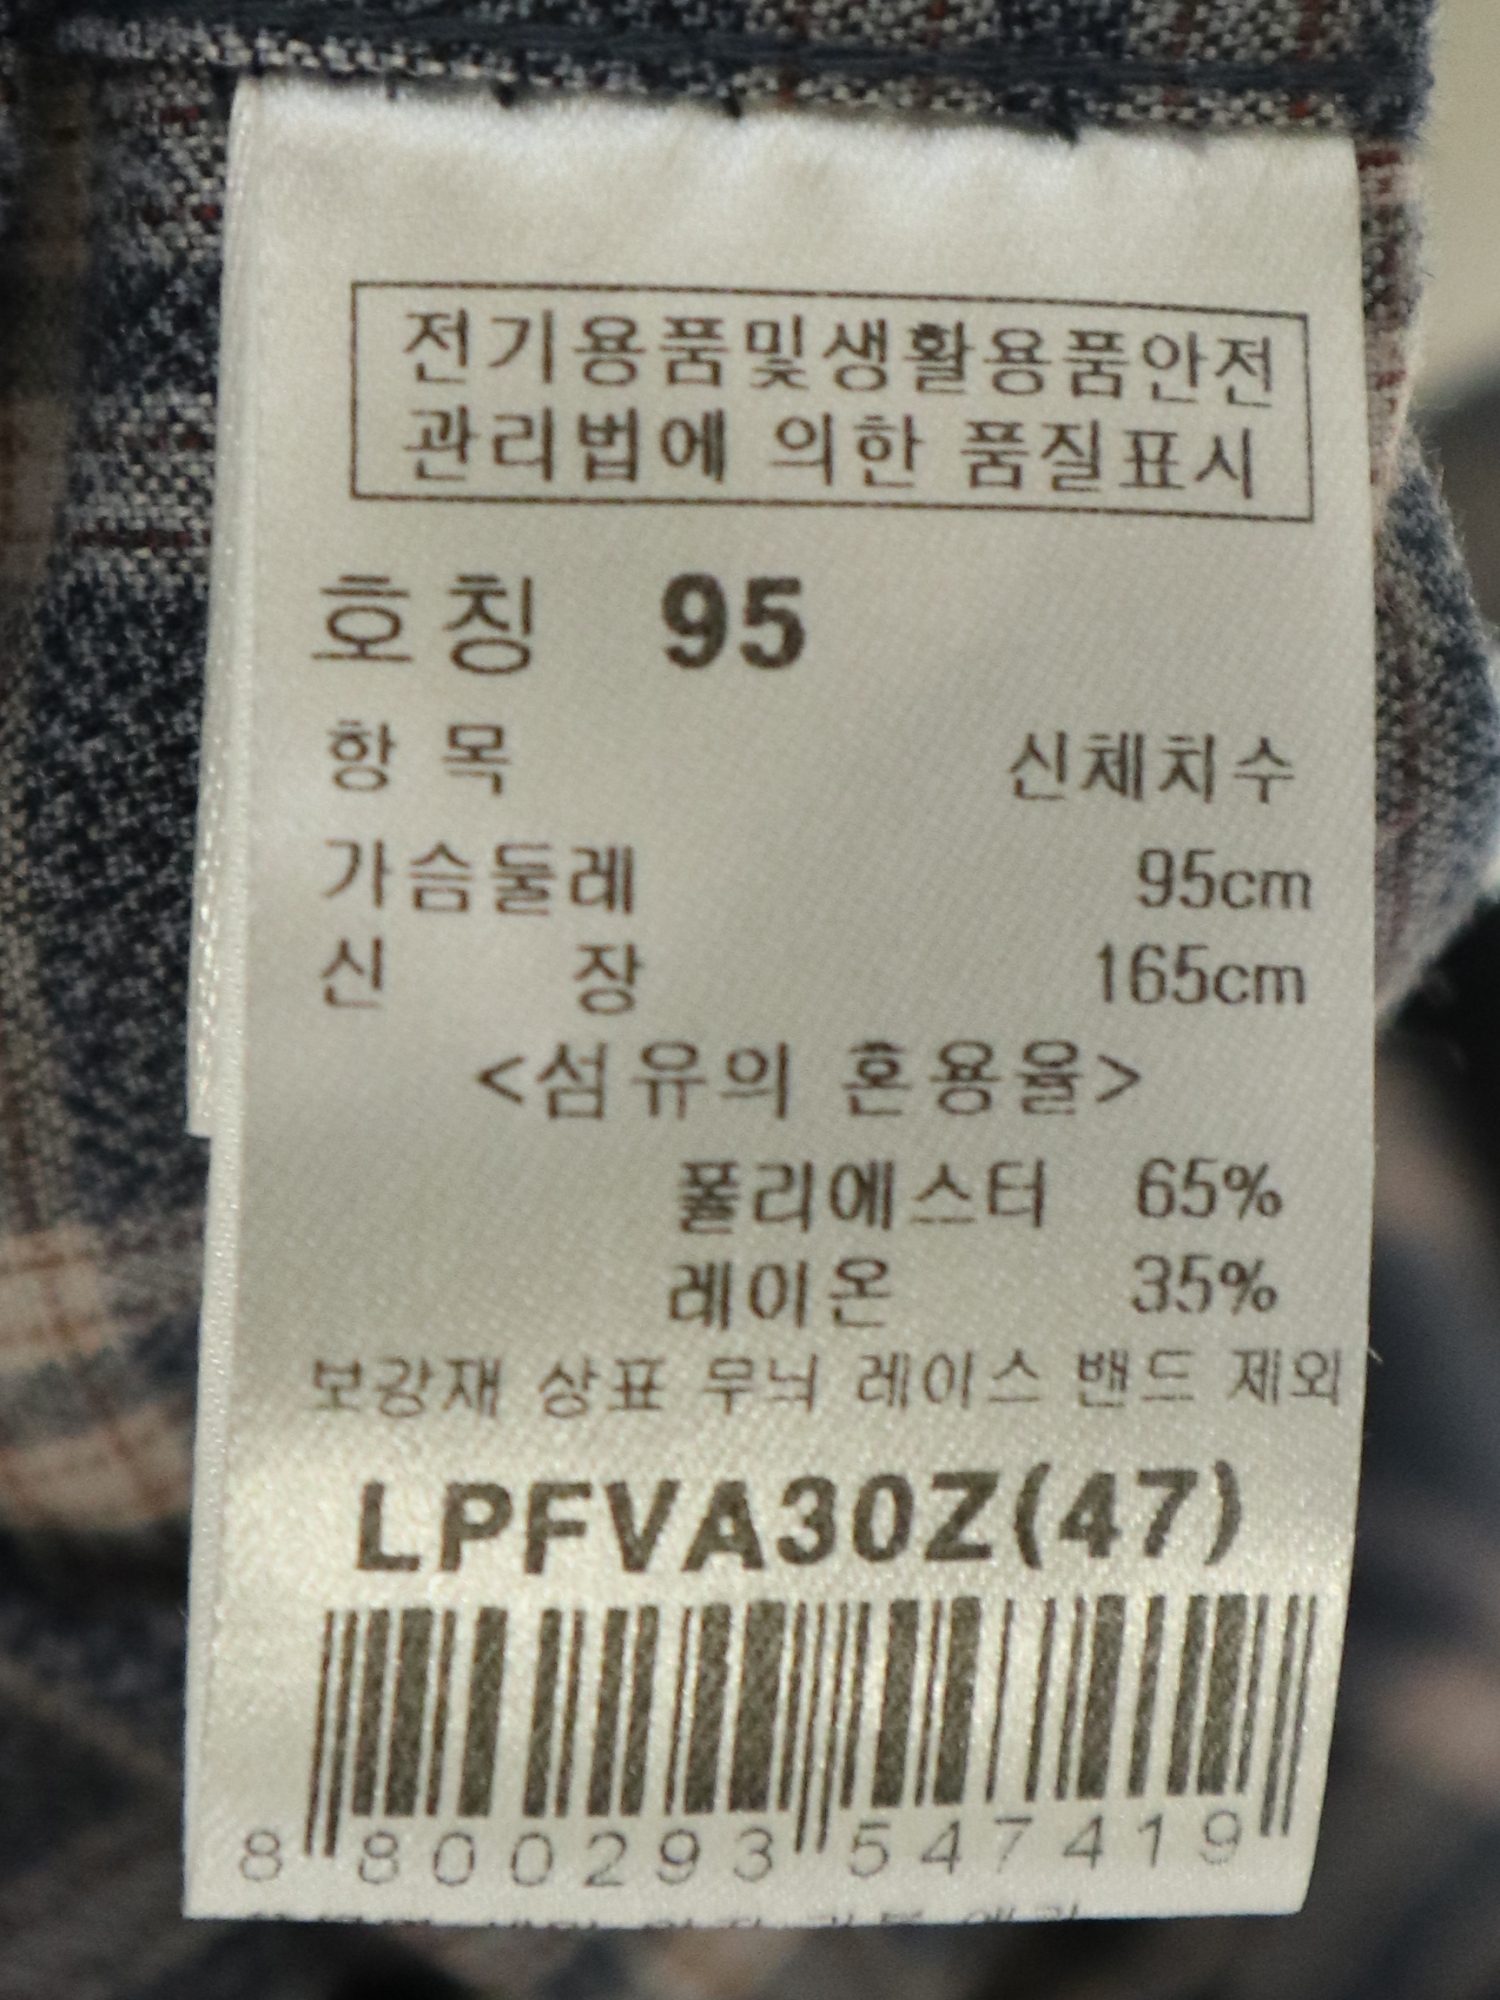 전기용품및생활용품안전
관리법에 의한 품질표시
호칭 95
항 목 신체치수
가슴둘레 95cm
신 장 165cm
<섬유의 혼용율>
폴리에스터 65%
레이온 35%
보강재 상표 무늬 레이스 밴드 제외
LPFVA30Z(47)
8 800293 547419